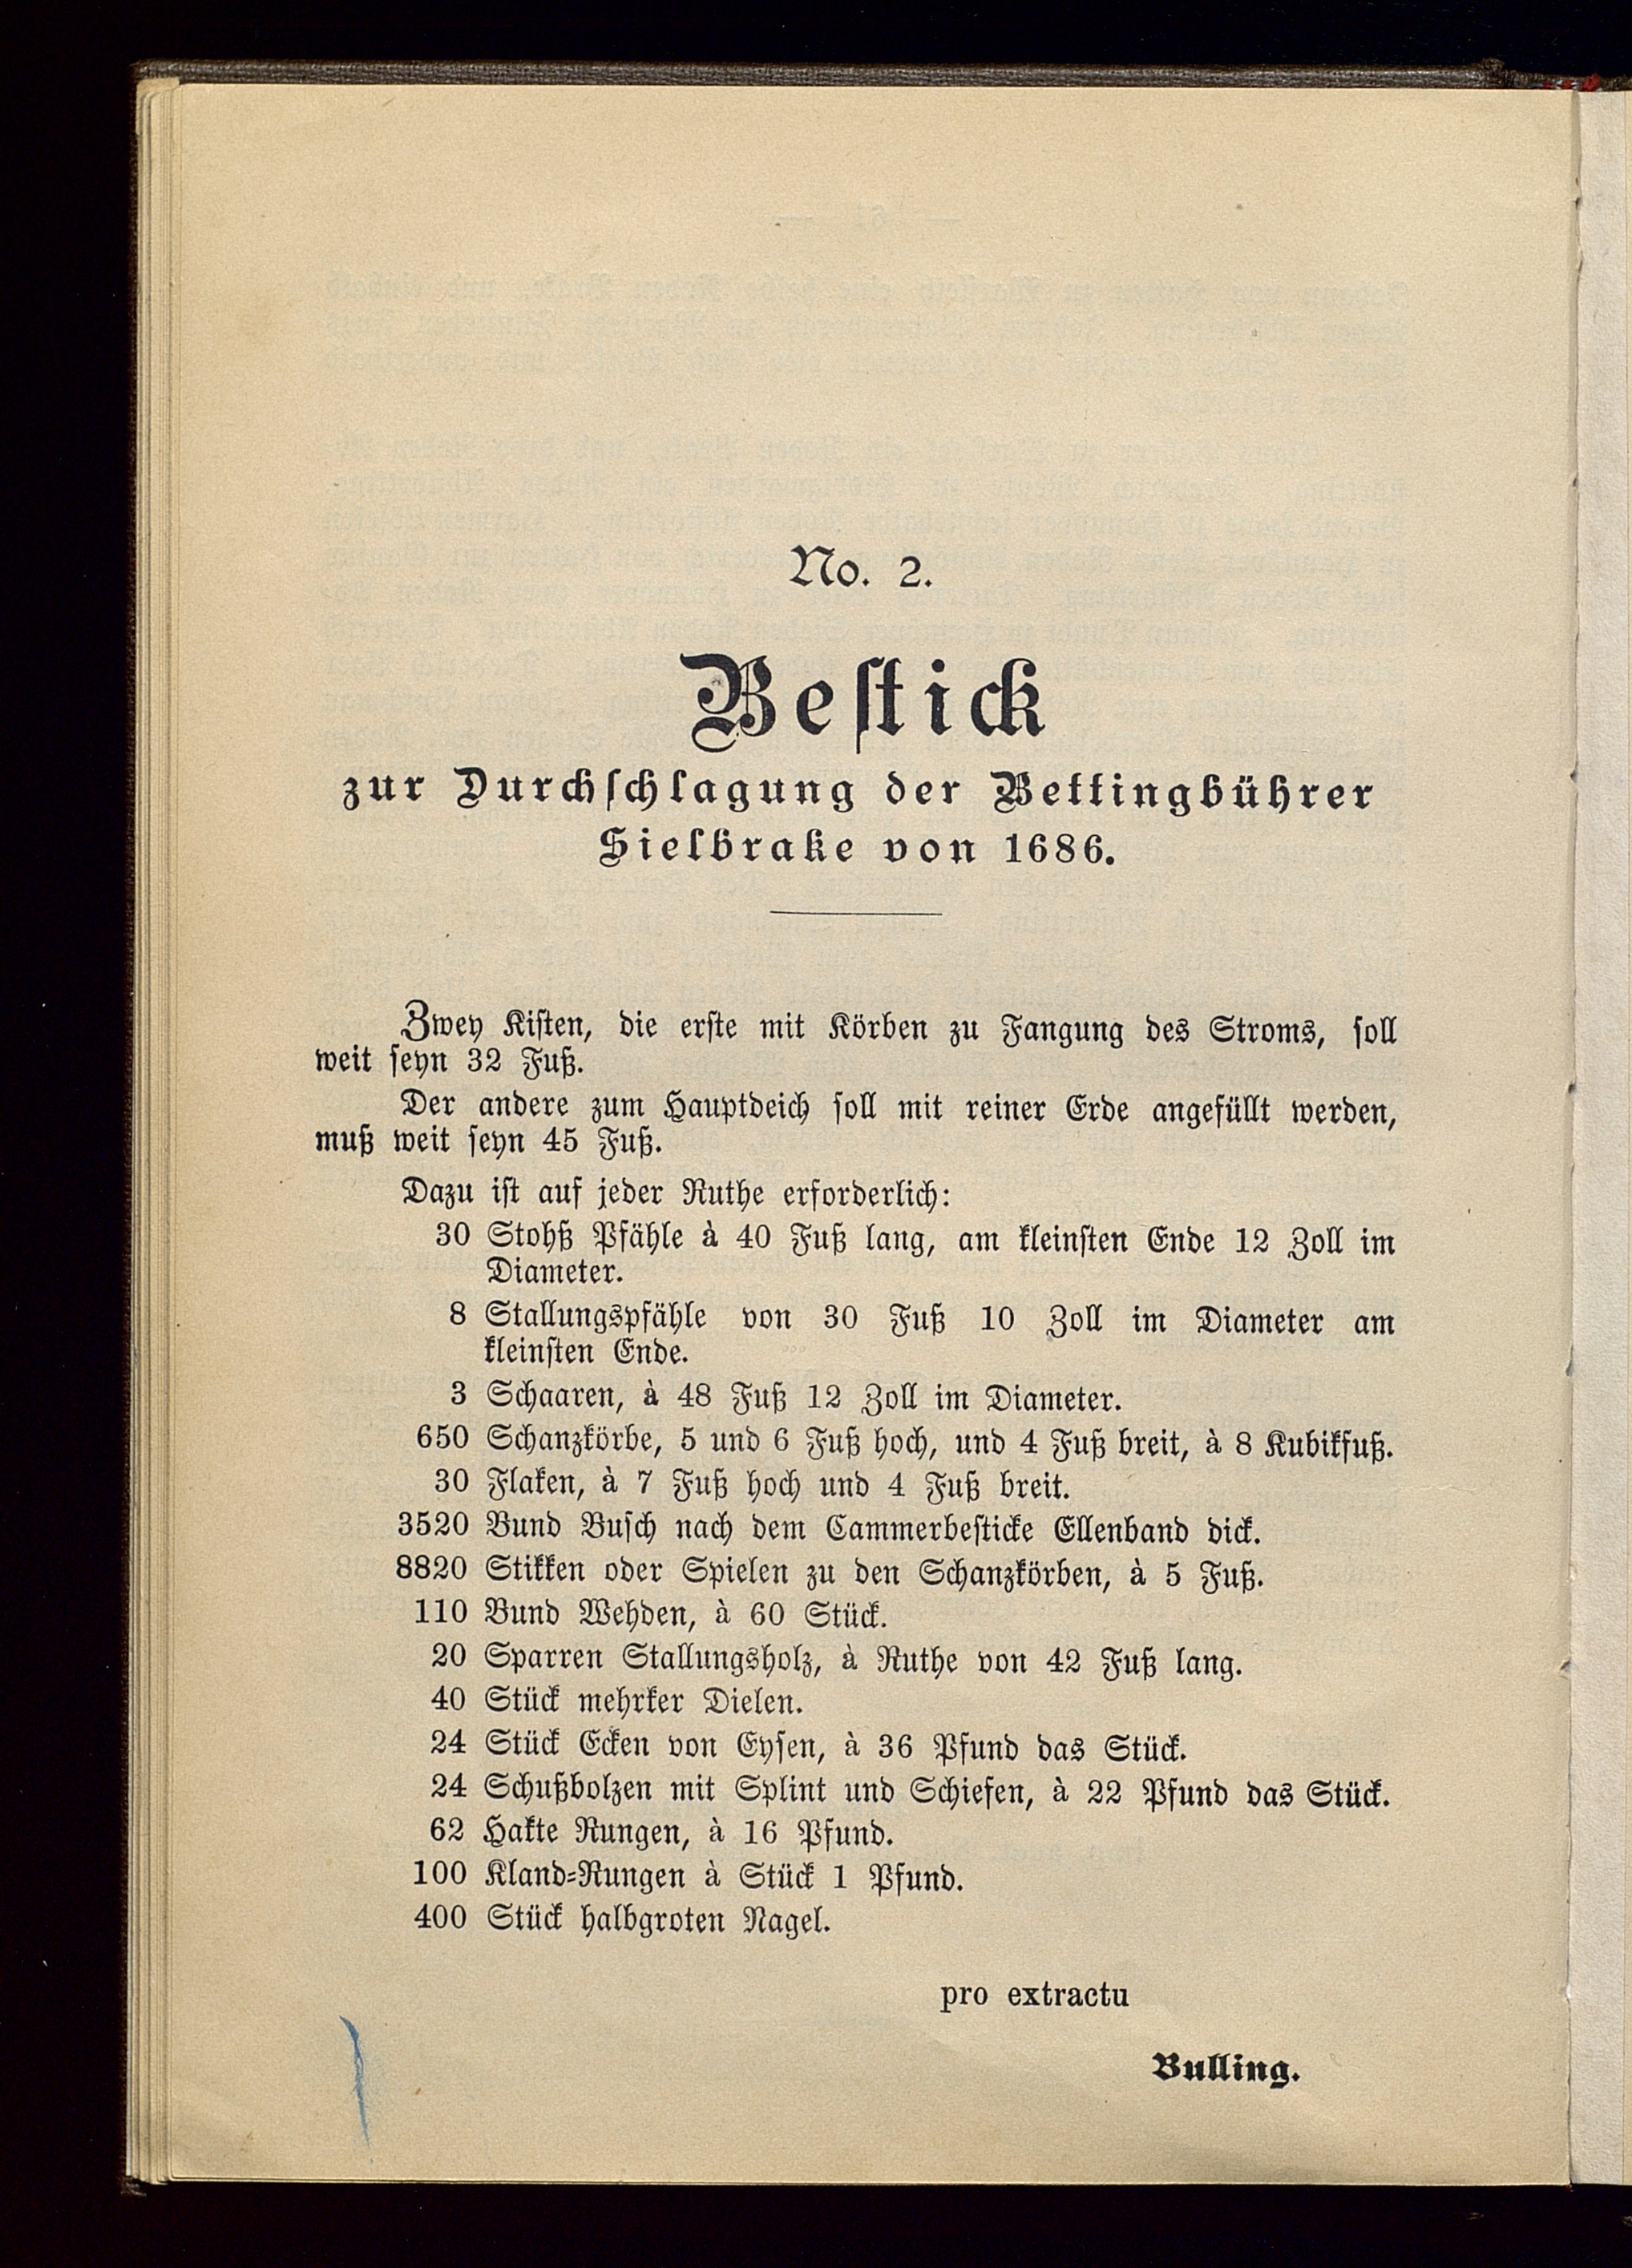 No. 2.
Bestick
zur Durchschlagung der Bettingbührer
Sielbrake von 1686.
Zwey Kisten, die erste mit Körben zu Fangung des Stroms, soll
weit seyn 32 Fuß.
Der andere zum Hauptdeich soll mit reiner Erde angefüllt werden,
muß weit seyn 45 Fuß.
Dazu ist auf jeder Ruthe erforderlich:
30 Stohß Pfähle à 40 Fuß lang, am kleinsten Ende 12 Zoll im
Diameter.
8 Stallungspfähle von 30 Fuß 10 Zoll im Diameter am
kleinsten Ende.
3 Schaaren, à 48 Fuß 12 Zoll im Diameter.
650 Schanzkörbe, 5 und 6 Fuß hoch, und 4 Fuß breit, à 8 Kubikfuß.
30 Flaken, à 7 Fuß hoch und 4 Fuß breit.
3520 Bund Busch nach dem Cammerbesticke Ellenband dick.
8820 Stikken oder Spielen zu den Schanzkörben, à 5 Fuß.
110 Bund Wehden, à 60 Stück.
20 Sparren Stallungsholz, à Ruthe von 42 Fuß lang.
40 Stück mehrker Dielen.
24 Stück Ecken von Eysen, à 36 Pfund das Stück.
24 Schußbolzen mit Splint und Schiefen, à 22 Pfund das Stück.
62 Hakte Rungen, à 16 Pfund.
100 Kland-Rungen à Stück 1 Pfund.
400 Stück halbgroten Nagel.
pro extractu
Bulling.